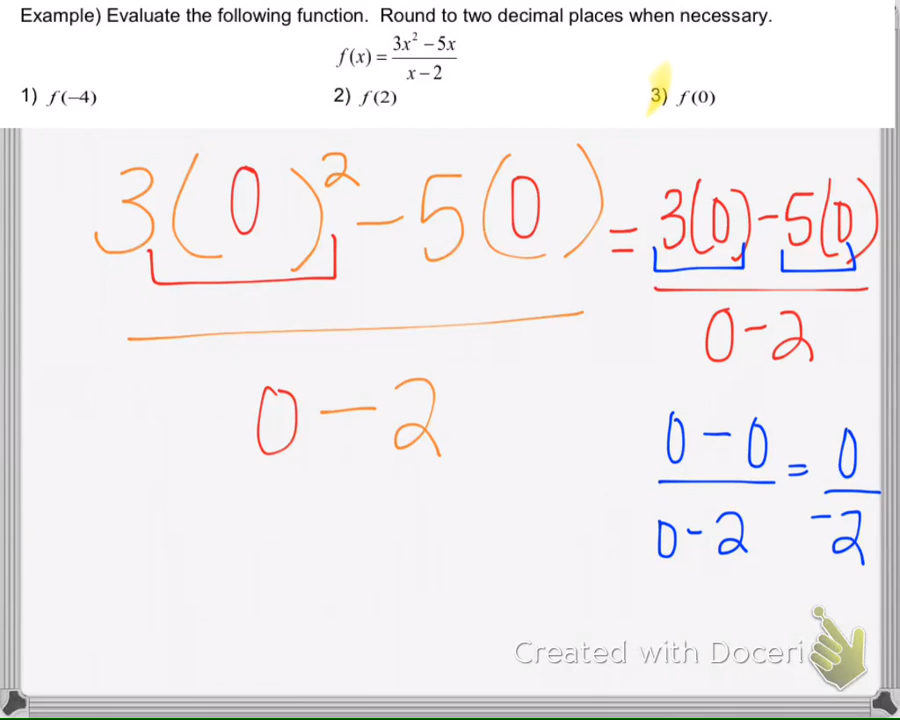 Example) Evaluate the following function. Round to two decimal places when necessary.
f(x) = (3x² − 5x)/(x − 2)
1) f(−4) 2) f(2) 3) f(0)
3(0)² − 5(0) = 3(0) − 5(0)
0 − 2
0 − 2
0 − 0 = 0
0 − 2 −2
Created with Doceri